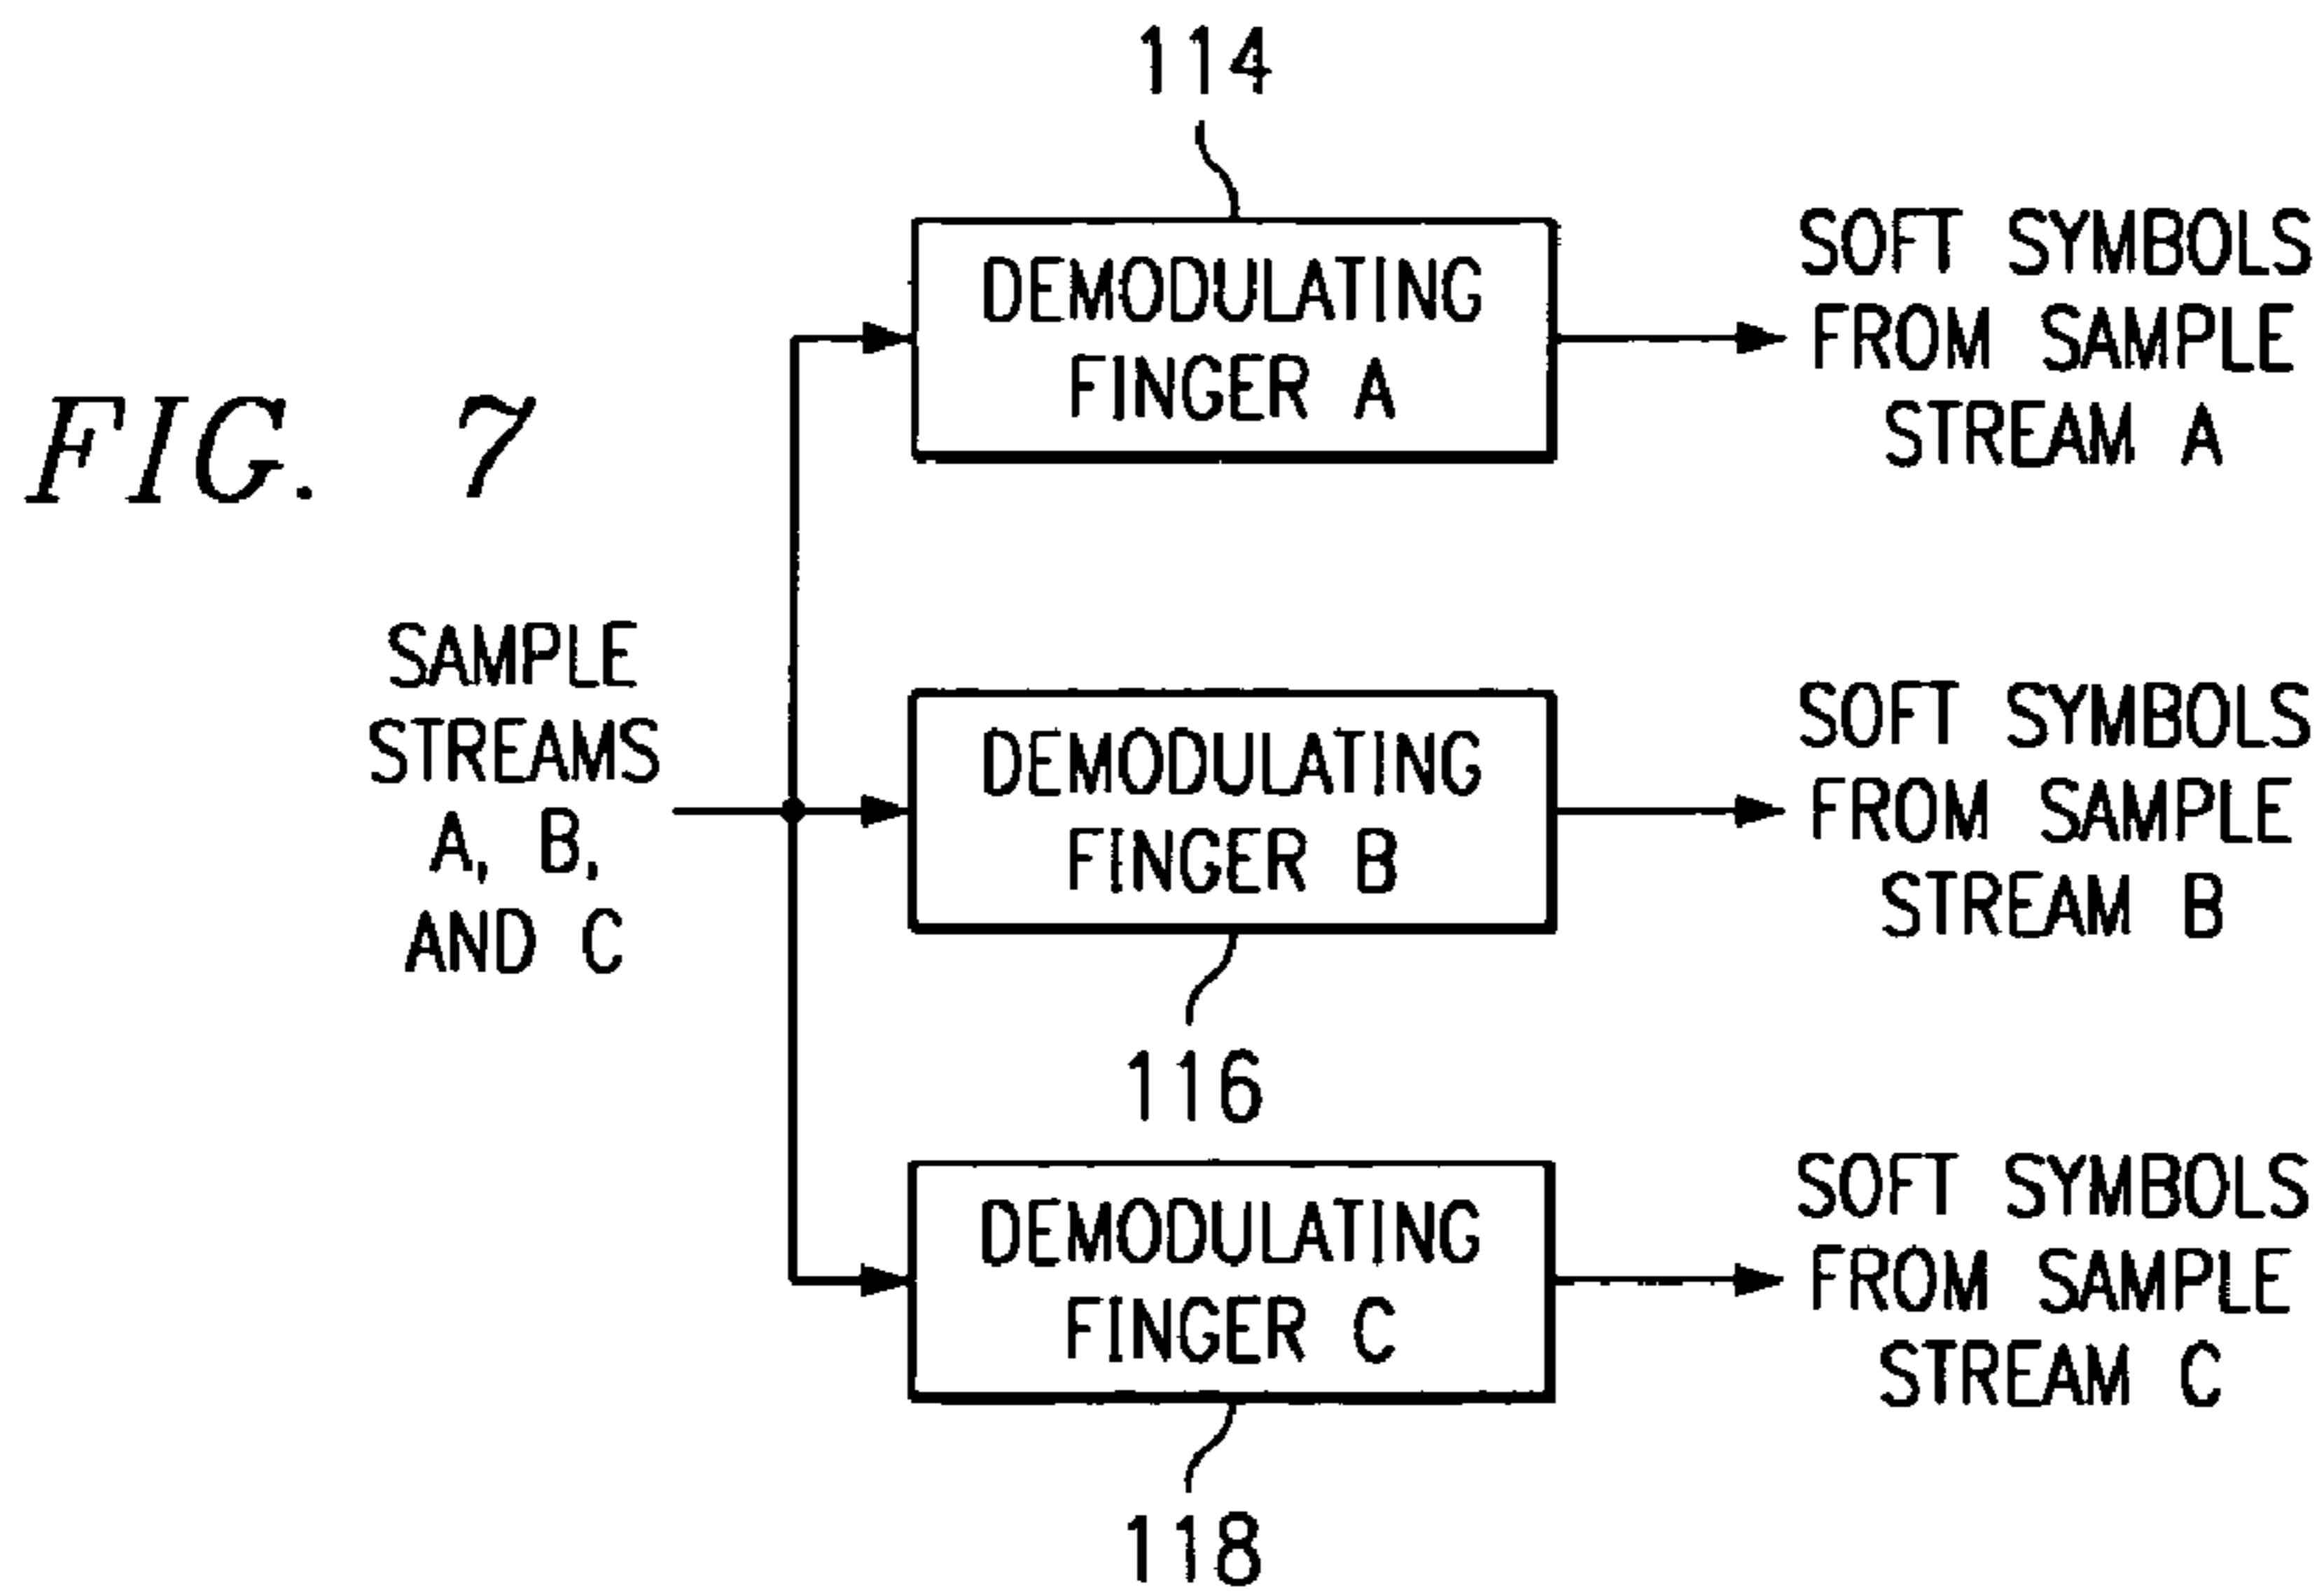 114
DEMODULATING
FINGER A
SOFT SYMBOLS
FROM SAMPLE
STREAM A
FIG. 7
SAMPLE
STREAMS
A, B,
AND C
DEMODULATING
FINGER B
SOFT SYMBOLS
FROM SAMPLE
STREAM B
116
DEMODULATING
FINGER C
SOFT SYMBOLS
FROM SAMPLE
STREAM C
118